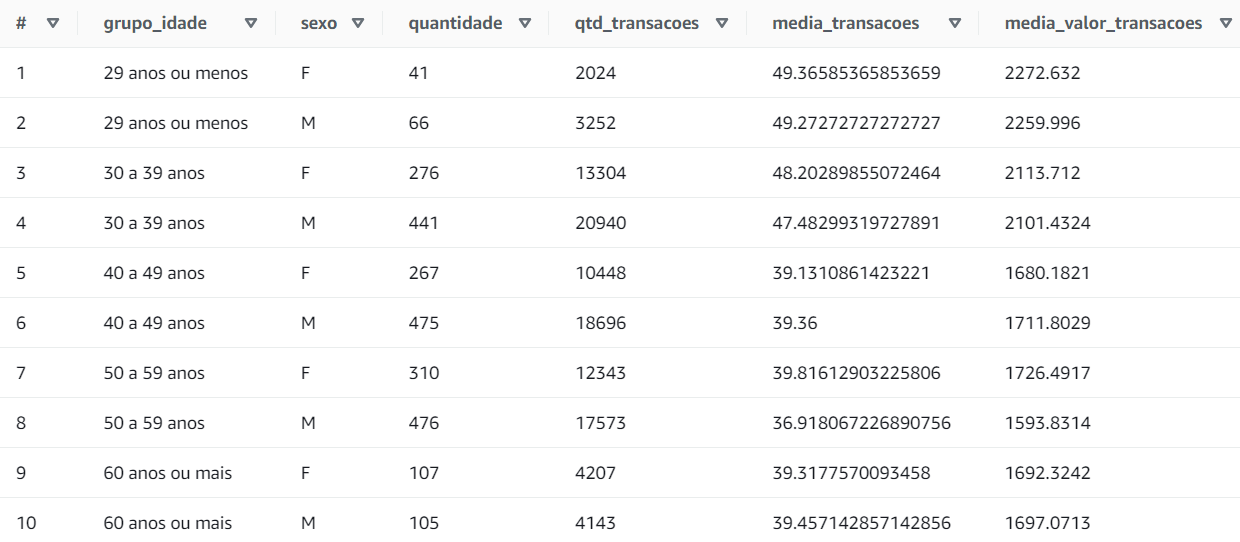 # grupo_idade sexo quantidade qtd_transacoes media_transacoes media_valor_transacoes
1 29 anos ou menos F 41 2024 49.36585365853659 2272.632
2 29 anos ou menos M 66 3252 49.27272727272727 2259.996
3 30 a 39 anos F 276 13304 48.20289855072464 2113.712
4 30 a 39 anos M 441 20940 47.48299319727891 2101.4324
5 40 a 49 anos F 267 10448 39.1310861423221 1680.1821
6 40 a 49 anos M 475 18696 39.36 1711.8029
7 50 a 59 anos F 310 12343 39.81612903225806 1726.4917
8 50 a 59 anos M 476 17573 36.918067226890756 1593.8314
9 60 anos ou mais F 107 4207 39.3177570093458 1692.3242
10 60 anos ou mais M 105 4143 39.457142857142856 1697.0713